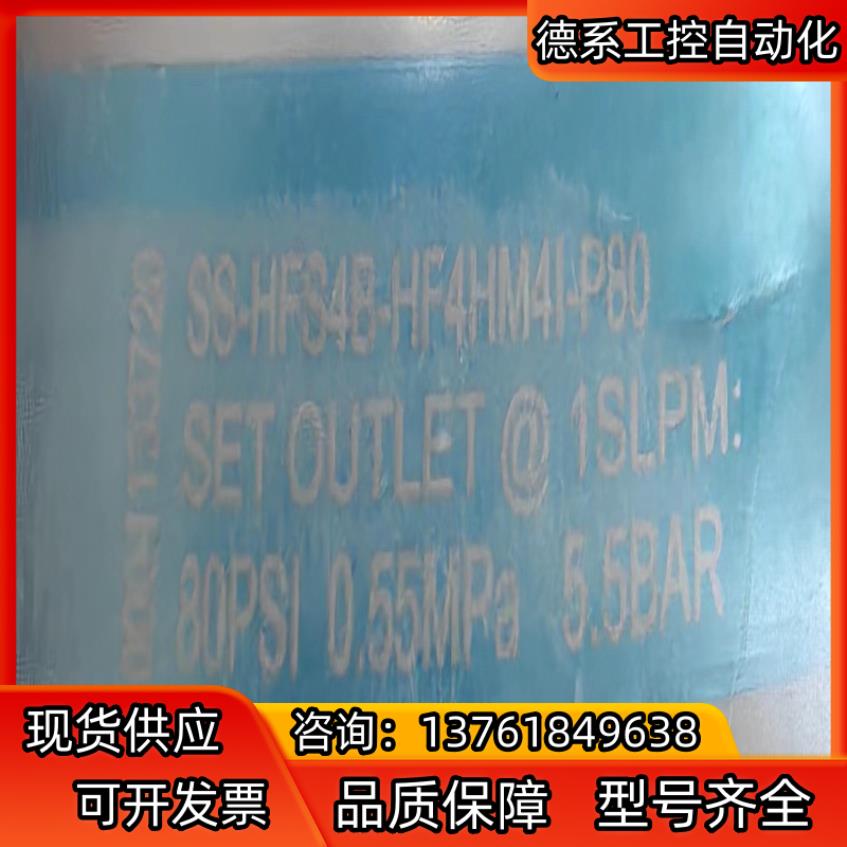 德系工控自动化
SS-HFS4B-HF4HM4I-P80
SET OUTLET @ 1SLPM:
80PSI 0.55MPa 5.5BAR
现货供应
咨询：13761849638
可开发票
品质保障
型号齐全